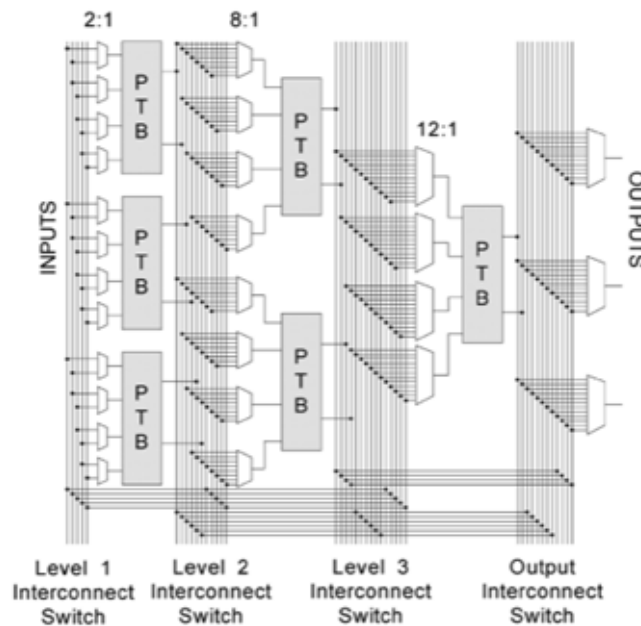 2:1
8:1
P
T
B
P
T
B
12:1
INPUTS
P
T
B
P
T
B
OUTPUTS
P
T
B
P
T
B
Level 1
Interconnect
Switch
Level 2
Interconnect
Switch
Level 3
Interconnect
Switch
Output
Interconnect
Switch